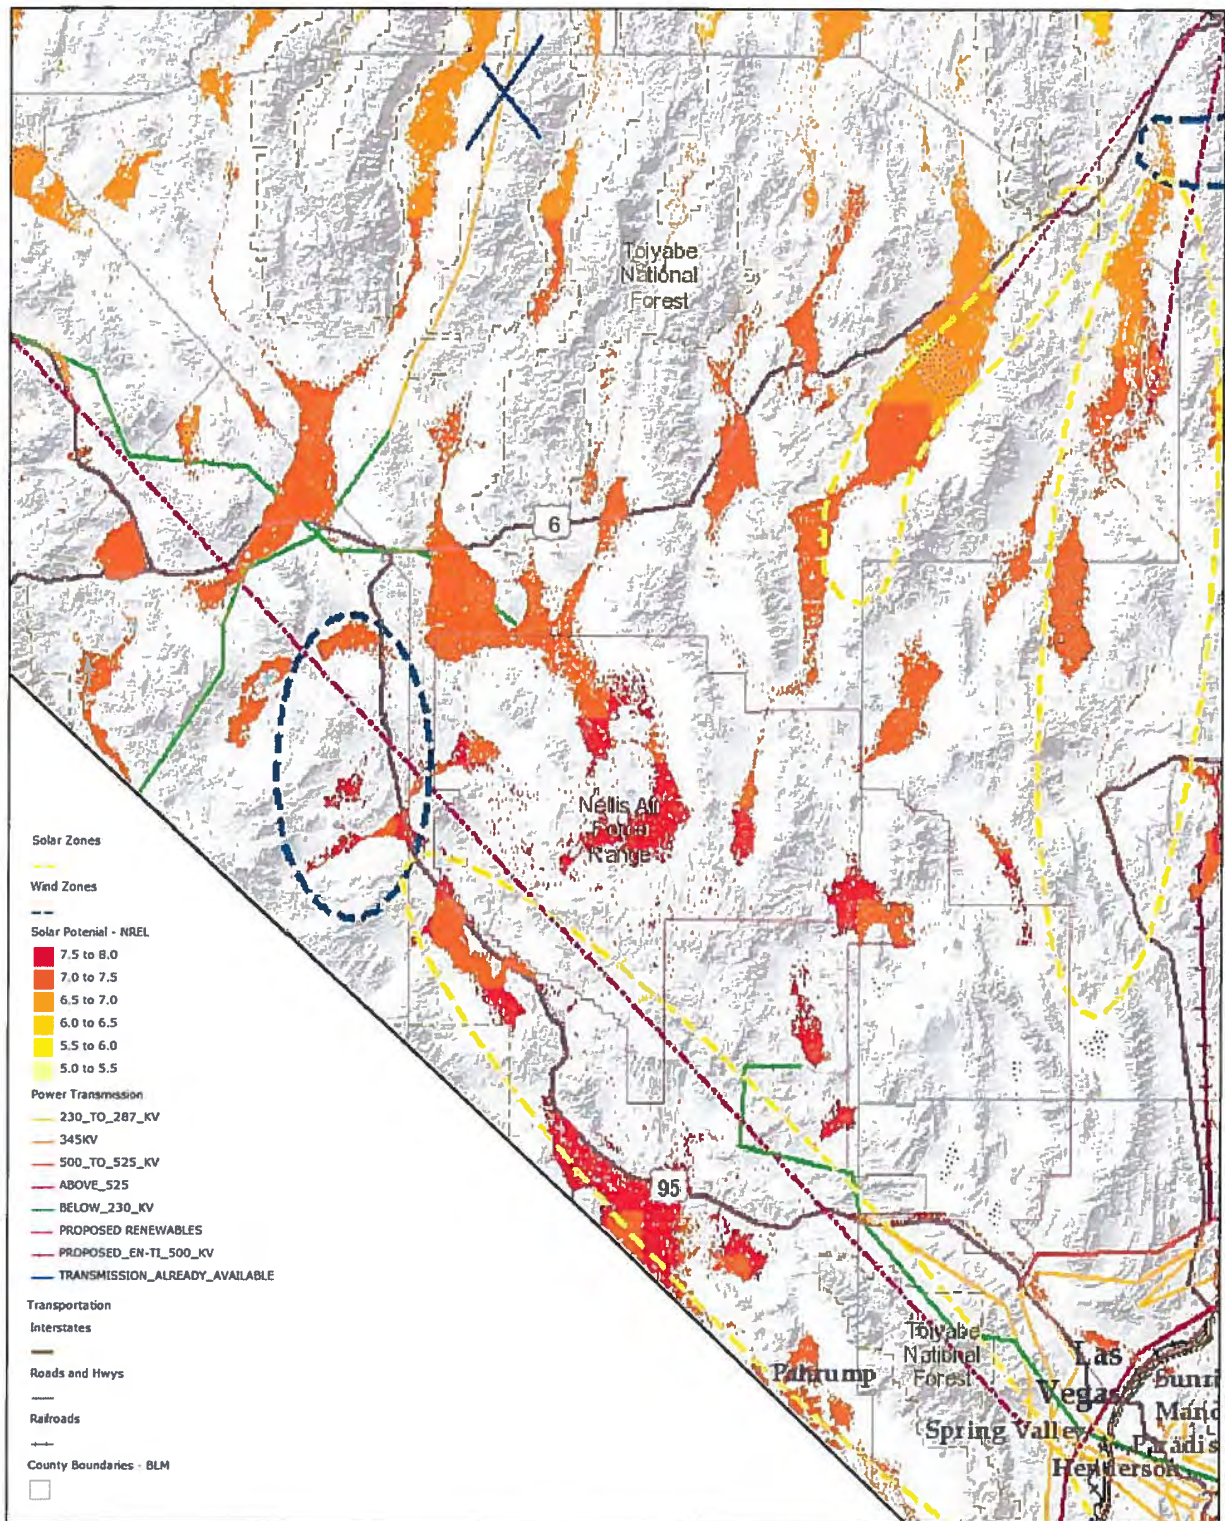 Toiyabe
National
Forest
6
Nellis Air
Force
Range
95
Toiyabe
National
Forest
Pahrump
Las
Vegas
Sunri
Mand
Spring Valley
Paradis
Henderson
Solar Zones
Wind Zones
Solar Potenial - NREL
7.5 to 8.0
7.0 to 7.5
6.5 to 7.0
6.0 to 6.5
5.5 to 6.0
5.0 to 5.5
Power Transmission
230_TO_287_KV
345KV
500_TO_525_KV
ABOVE_525
BELOW_230_KV
PROPOSED RENEWABLES
PROPOSED_EN-TI_500_KV
TRANSMISSION_ALREADY_AVAILABLE
Transportation
Interstates
Roads and Hwys
Railroads
County Boundaries - BLM